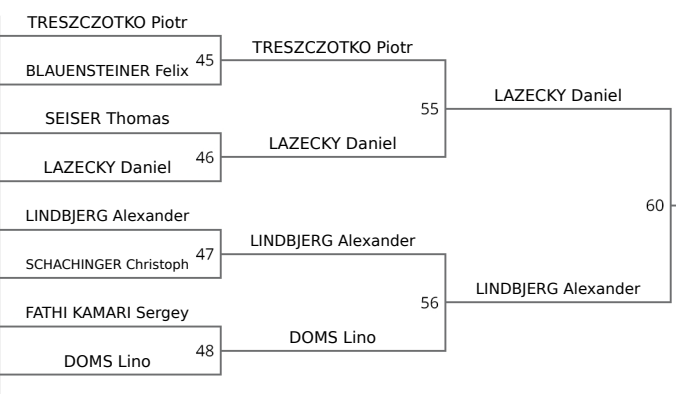 TRESZCZOTKO Piotr
45
BLAUENSTEINER Felix
TRESZCZOTKO Piotr
55
SEISER Thomas
46
LAZECKY Daniel
LAZECKY Daniel
LAZECKY Daniel
60
LINDBJERG Alexander
47
SCHACHINGER Christoph
LINDBJERG Alexander
56
FATHI KAMARI Sergey
48
DOMS Lino
DOMS Lino
LINDBJERG Alexander